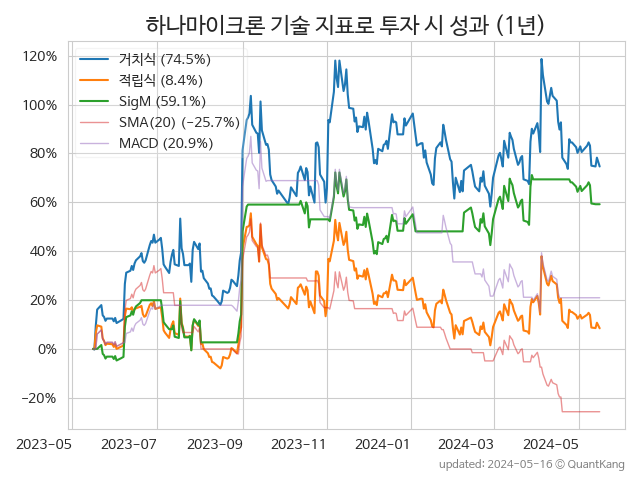 하나마이크론 기술 지표로 투자 시 성과 (1년)
120%
100%
80%
60%
40%
20%
0%
−20%
거치식 (74.5%)
적립식 (8.4%)
SigM (59.1%)
SMA(20) (−25.7%)
MACD (20.9%)
2023-05
2023-07
2023-09
2023-11
2024-01
2024-03
2024-05
updated: 2024-05-16 © QuantKang